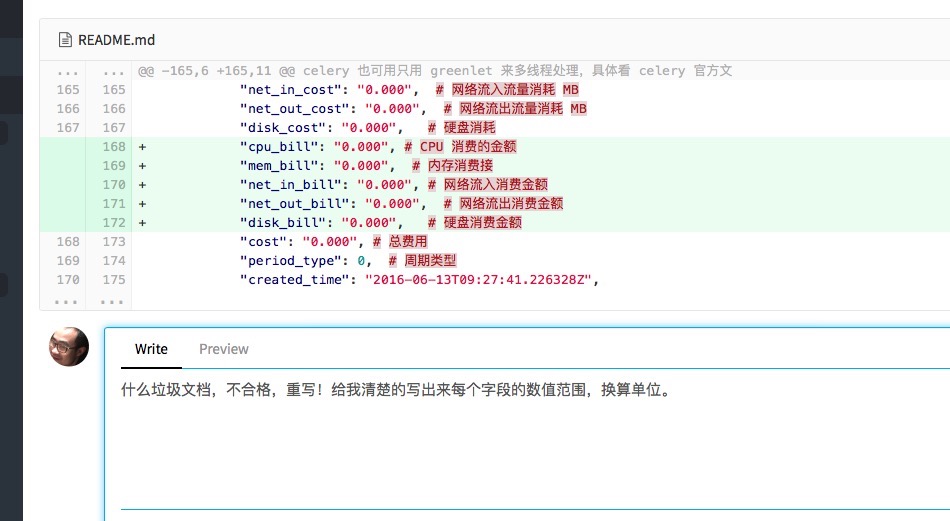 README.md
... ... @@ -165,6 +165,11 @@ celery 也可用只用 greenlet 来多线程处理，具体看 celery 官方文
165 165 "net_in_cost": "0.000", # 网络流入流量消耗 MB
166 166 "net_out_cost": "0.000", # 网络流出流量消耗 MB
167 167 "disk_cost": "0.000", # 硬盘消耗
168 + "cpu_bill": "0.000", # CPU 消费的金额
169 + "mem_bill": "0.000", # 内存消费接
170 + "net_in_bill": "0.000", # 网络流入消费金额
171 + "net_out_bill": "0.000", # 网络流出消费金额
172 + "disk_bill": "0.000", # 硬盘消费金额
168 173 "cost": "0.000", # 总费用
169 174 "period_type": 0, # 周期类型
170 175 "created_time": "2016-06-13T09:27:41.226328Z",
... ...
Write Preview
什么垃圾文档，不合格，重写！给我清楚的写出来每个字段的数值范围，换算单位。